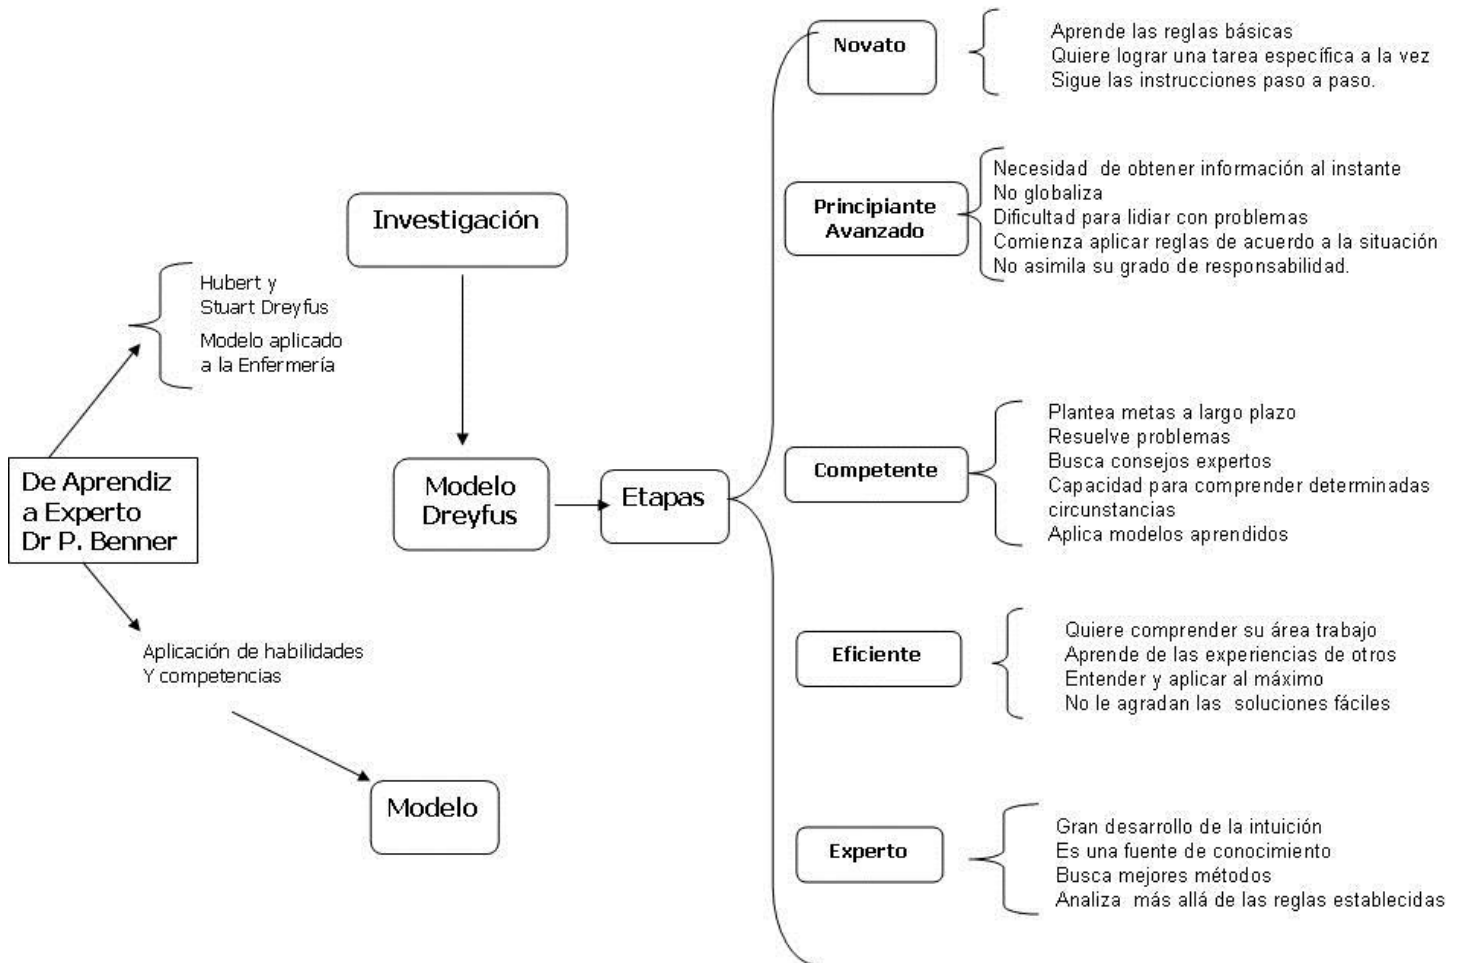 De Aprendiz
a Experto
Dr P. Benner
Hubert y
Stuart Dreyfus
Modelo aplicado
a la Enfermería
Aplicación de habilidades
Y competencias
Modelo
Investigación
Modelo
Dreyfus
Etapas
Novato
Aprende las reglas básicas
Quiere lograr una tarea específica a la vez
Sigue las instrucciones paso a paso.
Principiante
Avanzado
Necesidad de obtener información al instante
No globaliza
Dificultad para lidiar con problemas
Comienza aplicar reglas de acuerdo a la situación
No asimila su grado de responsabilidad.
Competente
Plantea metas a largo plazo
Resuelve problemas
Busca consejos expertos
Capacidad para comprender determinadas
circunstancias
Aplica modelos aprendidos
Eficiente
Quiere comprender su área trabajo
Aprende de las experiencias de otros
Entender y aplicar al máximo
No le agradan las soluciones fáciles
Experto
Gran desarrollo de la intuición
Es una fuente de conocimiento
Busca mejores métodos
Analiza más allá de las reglas establecidas